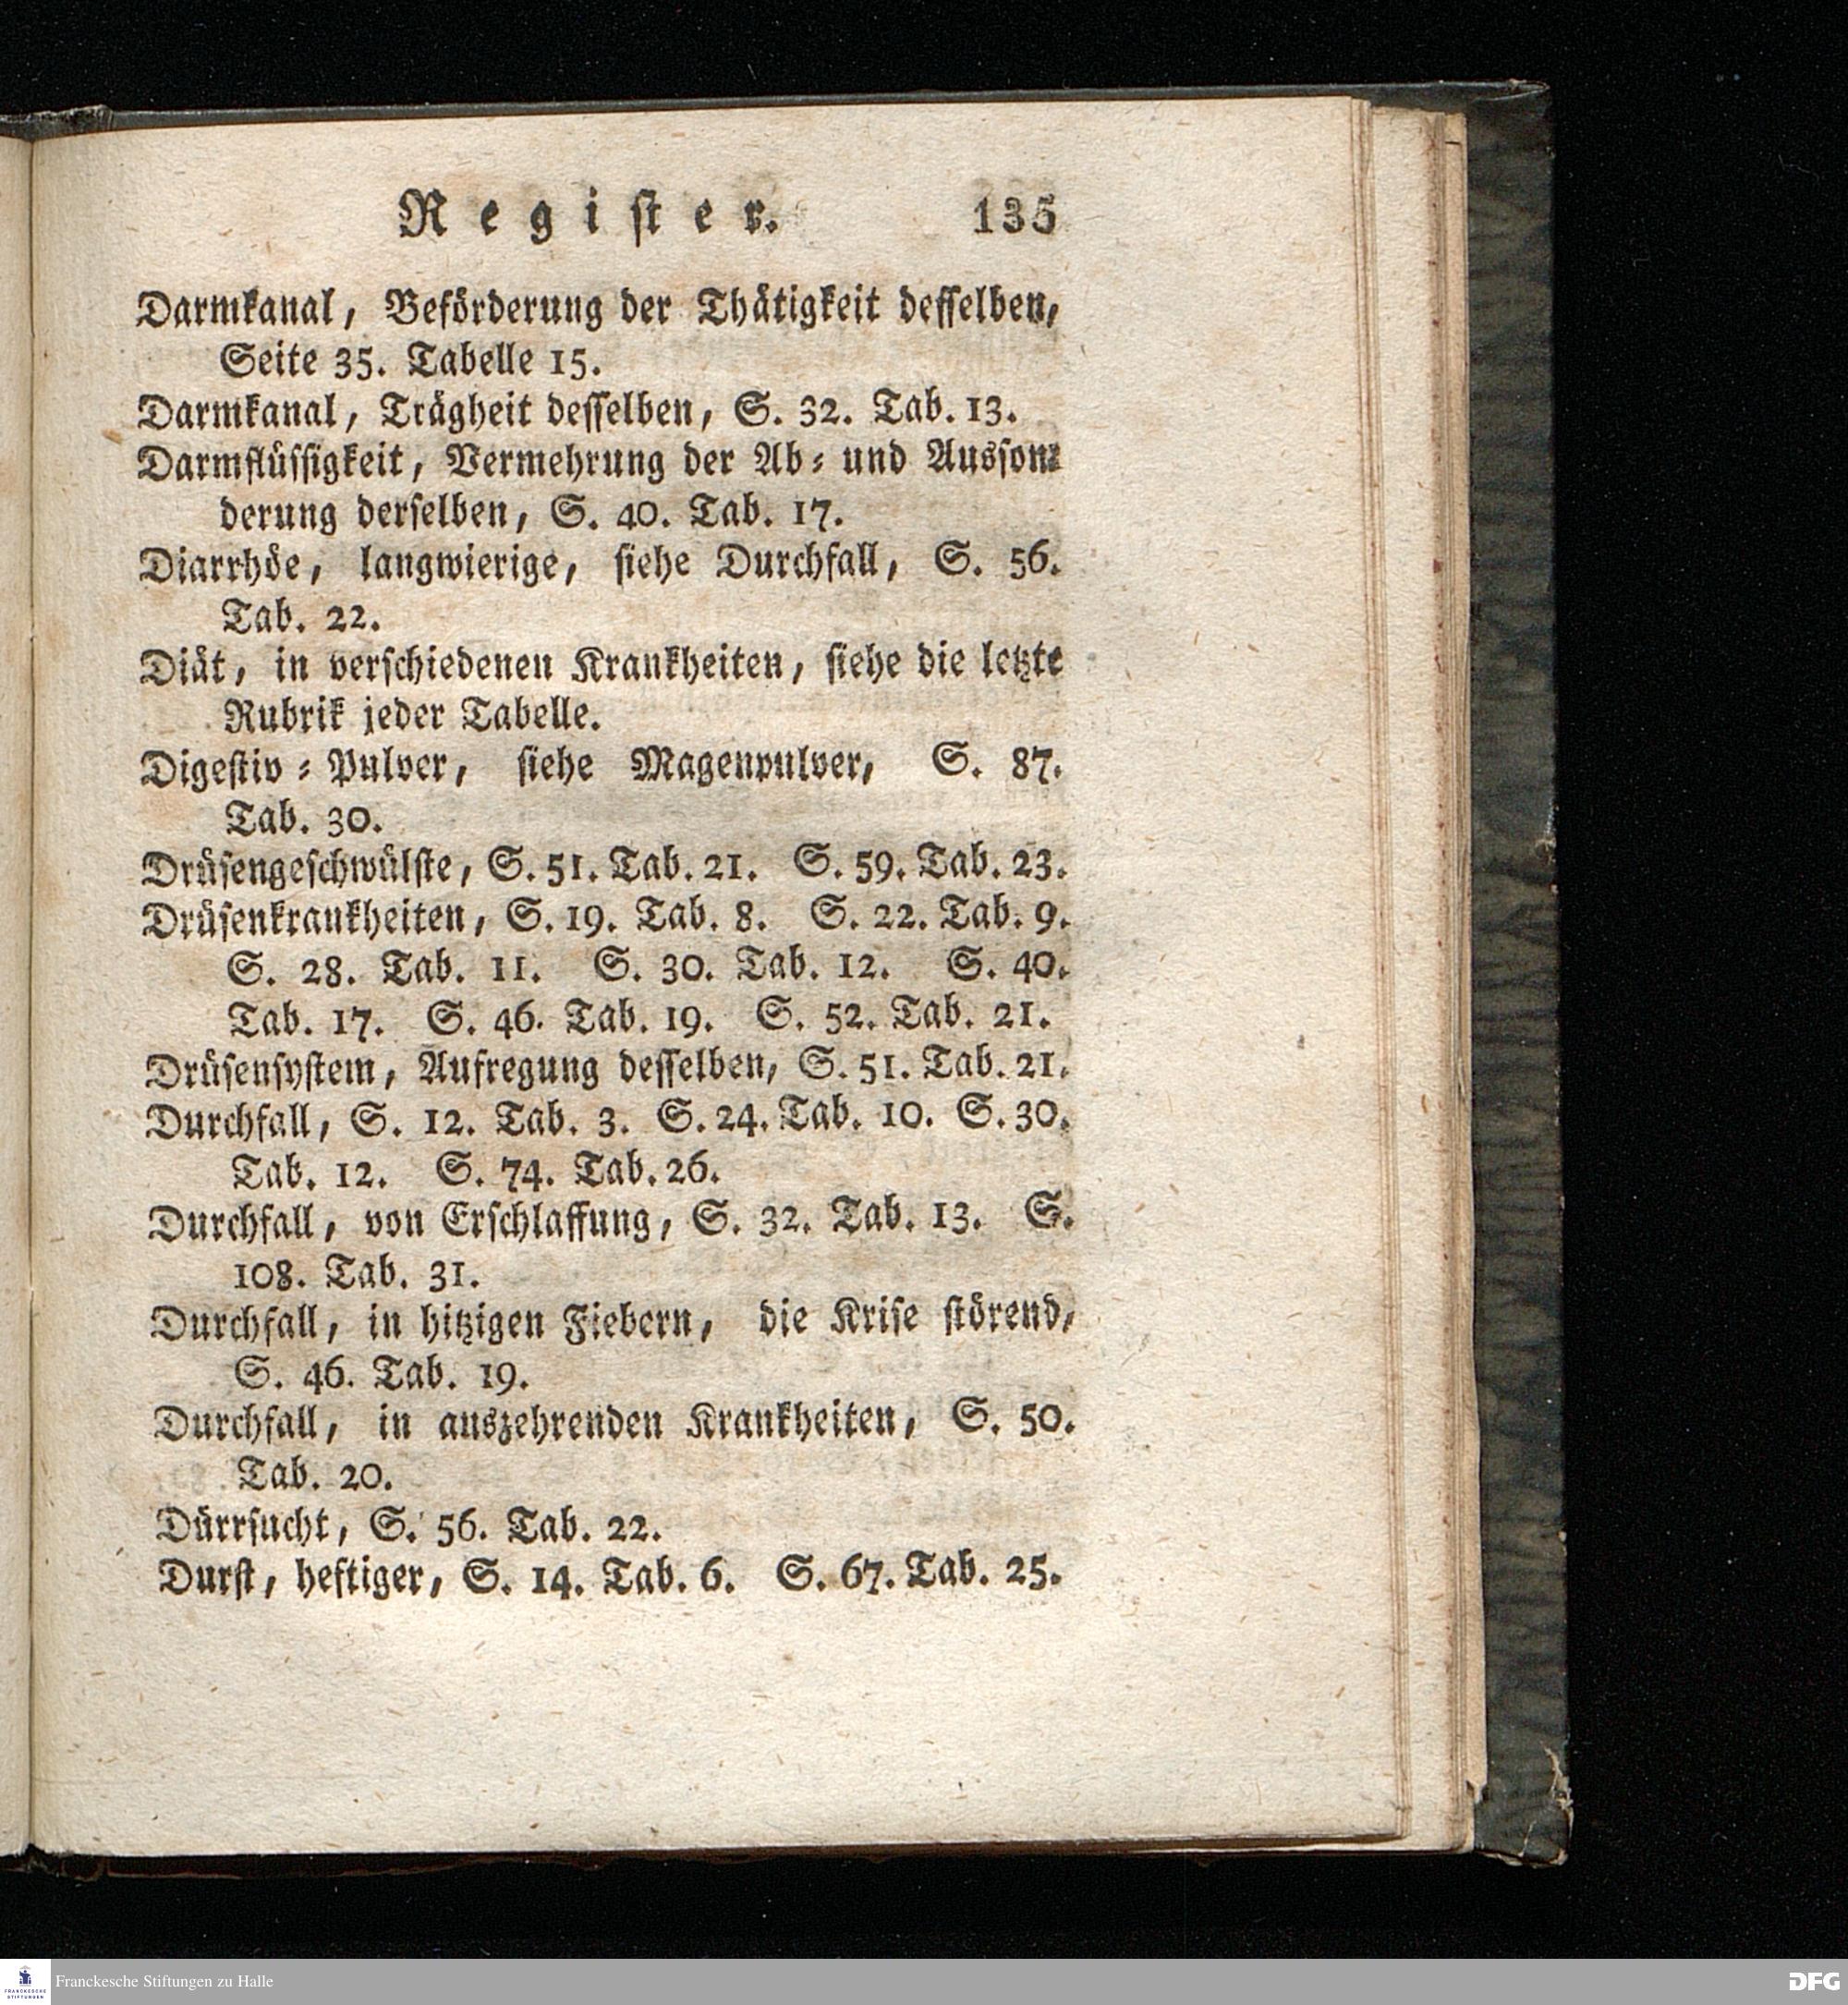 Register. 135
Darmkanal, Beförderung der Thätigkeit desselben,
Seite 35. Tabelle 15.
Darmkanal, Trägheit desselben, S. 32. Tab. 13.
Darmflüssigkeit, Vermehrung der Ab- und Ausson-
derung derselben, S. 40. Tab. 17.
Diarrhöe, langwierige, siehe Durchfall, S. 56.
Tab. 22.
Diät, in verschiedenen Krankheiten, siehe die letzte
Rubrik jeder Tabelle.
Digestiv-Pulver, siehe Magenpulver, S. 87.
Tab. 30.
Drüsengeschwülste, S. 51. Tab. 21. S. 59. Tab. 23.
Drüsenkrankheiten, S. 19. Tab. 8. S. 22. Tab. 9.
S. 28. Tab. 11. S. 30. Tab. 12. S. 40.
Tab. 17. S. 46. Tab. 19. S. 52. Tab. 21.
Drüsensystem, Aufregung desselben, S. 51. Tab. 21.
Durchfall, S. 12. Tab. 3. S. 24. Tab. 10. S. 30.
Tab. 12. S. 74. Tab. 26.
Durchfall, von Erschlaffung, S. 32. Tab. 13. S.
108. Tab. 31.
Durchfall, in hitzigen Fiebern, die Krise störend,
S. 46. Tab. 19.
Durchfall, in auszehrenden Krankheiten, S. 50.
Tab. 20.
Dürrsucht, S. 56. Tab. 22.
Durst, heftiger, S. 14. Tab. 6. S. 67. Tab. 25.
FRANCKESCHE
STIFTUNGEN
Franckesche Stiftungen zu Halle
DFG